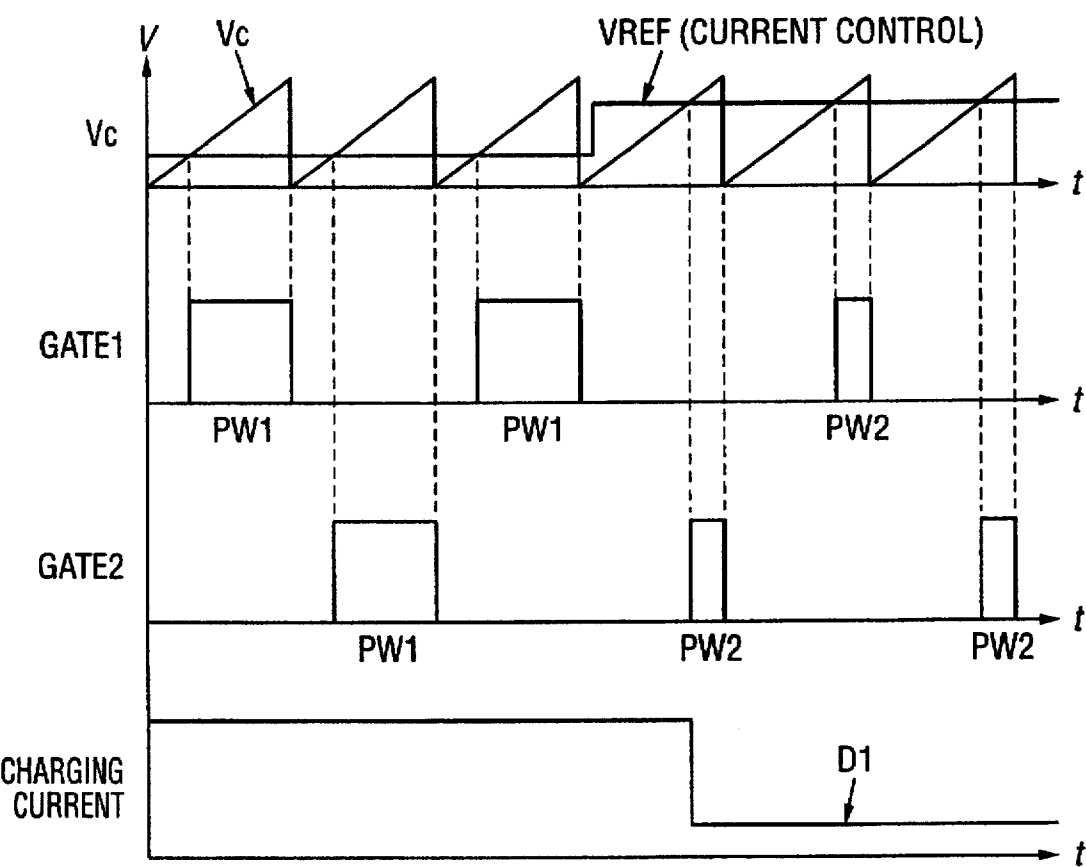 V
Vc
VREF (CURRENT CONTROL)
Vc
t
GATE1
t
PW1
PW1
PW2
GATE2
t
PW1
PW2
PW2
D1
CHARGING
CURRENT
t